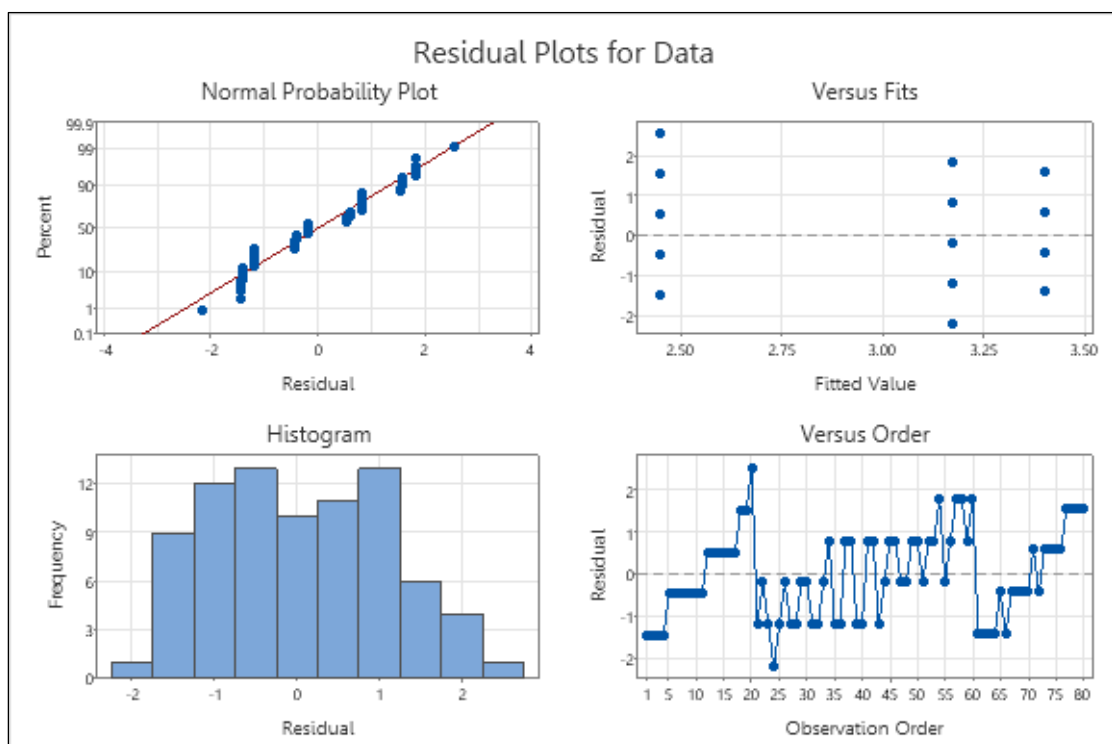 Residual Plots for Data
Normal Probability Plot
99.9
99
90
50
10
1
0.1
Percent
-4 -2 0 2 4
Residual
Versus Fits
2
1
0
-1
-2
Residual
2.50 2.75 3.00 3.25 3.50
Fitted Value
Histogram
12
9
6
3
0
Frequency
-2 -1 0 1 2
Residual
Versus Order
2
1
0
-1
-2
Residual
1 5 10 15 20 25 30 35 40 45 50 55 60 65 70 75 80
Observation Order